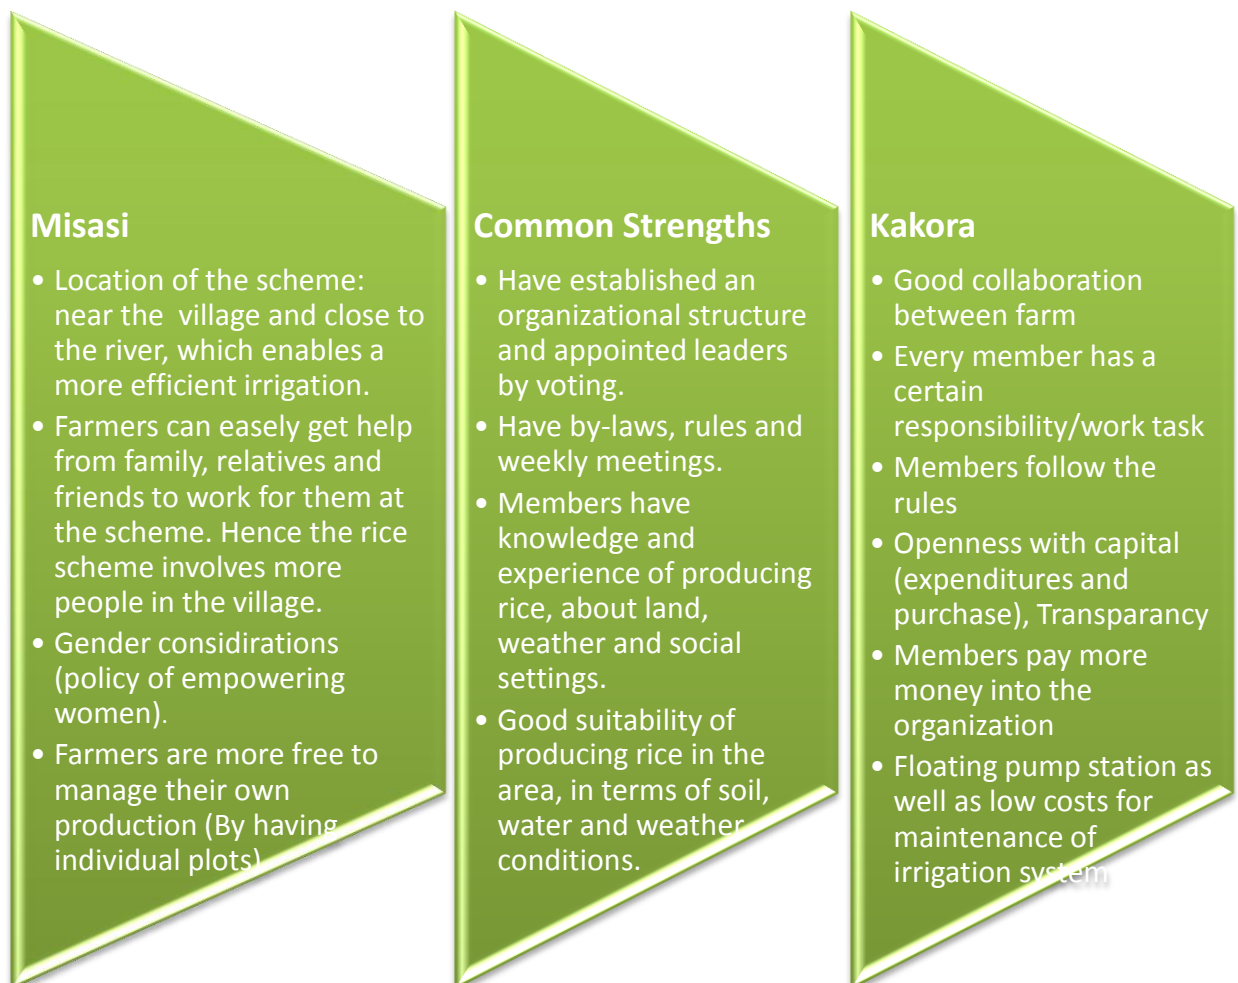 Misasi
• Location of the scheme:
near the village and close to
the river, which enables a
more efficient irrigation.
• Farmers can easely get help
from family, relatives and
friends to work for them at
the scheme. Hence the rice
scheme involves more
people in the village.
• Gender considirations
(policy of empowering
women).
• Farmers are more free to
manage their own
production (By having
individual plots)
Common Strengths
• Have established an
organizational structure
and appointed leaders
by voting.
• Have by-laws, rules and
weekly meetings.
• Members have
knowledge and
experience of producing
rice, about land,
weather and social
settings.
• Good suitability of
producing rice in the
area, in terms of soil,
water and weather
conditions.
Kakora
• Good collaboration
between farm
• Every member has a
certain
responsibility/work task
• Members follow the
rules
• Openness with capital
(expenditures and
purchase), Transparancy
• Members pay more
money into the
organization
• Floating pump station as
well as low costs for
maintenance of
irrigation system